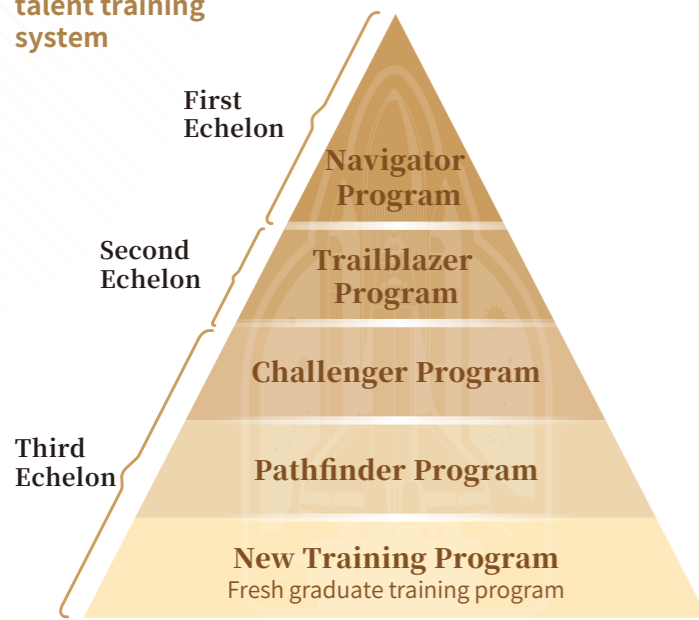 talent training
system
First
Echelon
Navigator
Program
Second
Echelon
Trailblazer
Program
Challenger Program
Third
Echelon
Pathfinder Program
New Training Program
Fresh graduate training program